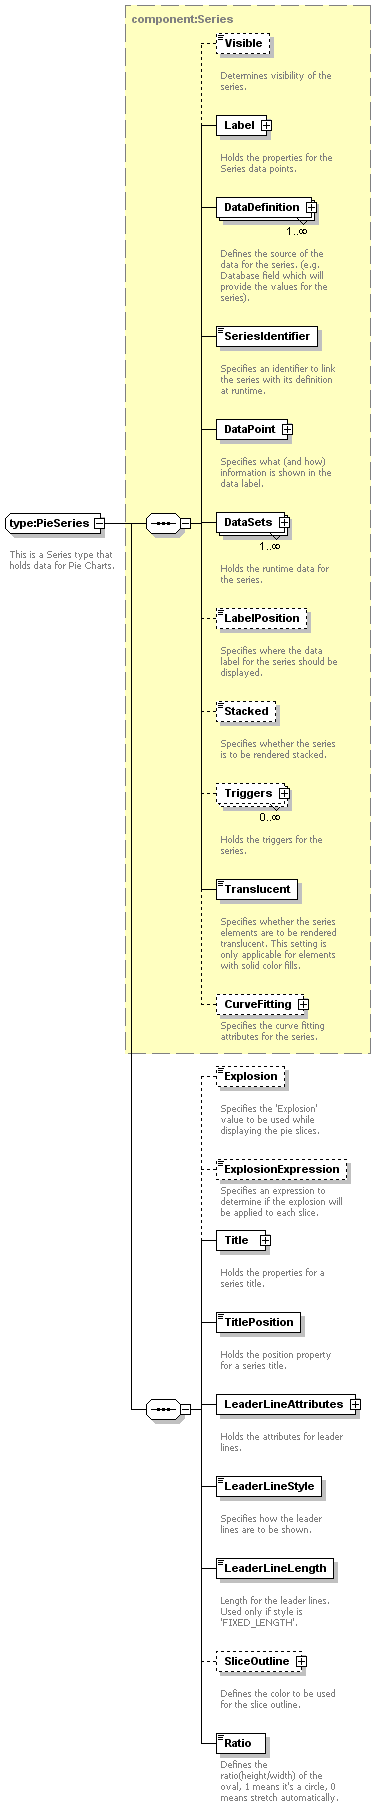 component:Series
Visible
Determines visibility of the
series.
Label
Holds the properties for the
Series data points.
DataDefinition
1..∞
Defines the source of the
data for the series. (e.g.
Database field which will
provide the values for the
series).
SeriesIdentifier
Specifies an identifier to link
the series with its definition
at runtime.
DataPoint
Specifies what (and how)
information is shown in the
data label.
type:PieSeries
This is a Series type that
holds data for Pie Charts.
DataSets
1..∞
Holds the runtime data for
the series.
LabelPosition
Specifies where the data
label for the series should be
displayed.
Stacked
Specifies whether the series
is to be rendered stacked.
Triggers
0..∞
Holds the triggers for the
series.
Translucent
Specifies whether the series
elements are to be rendered
translucent. This setting is
only applicable for elements
with solid color fills.
CurveFitting
Specifies the curve fitting
attributes for the series.
Explosion
Specifies the 'Explosion'
value to be used while
displaying the pie slices.
ExplosionExpression
Specifies an expression to
determine if the explosion will
be applied to each slice.
Title
Holds the properties for a
series title.
TitlePosition
Holds the position property
for a series title.
LeaderLineAttributes
Holds the attributes for leader
lines.
LeaderLineStyle
Specifies how the leader
lines are to be shown.
LeaderLineLength
Length for the leader lines.
Used only if style is
'FIXED_LENGTH'.
SliceOutline
Defines the color to be used
for the slice outline.
Ratio
Defines the
ratio(height/width) of the
oval, 1 means it's a circle, 0
means stretch automatically.